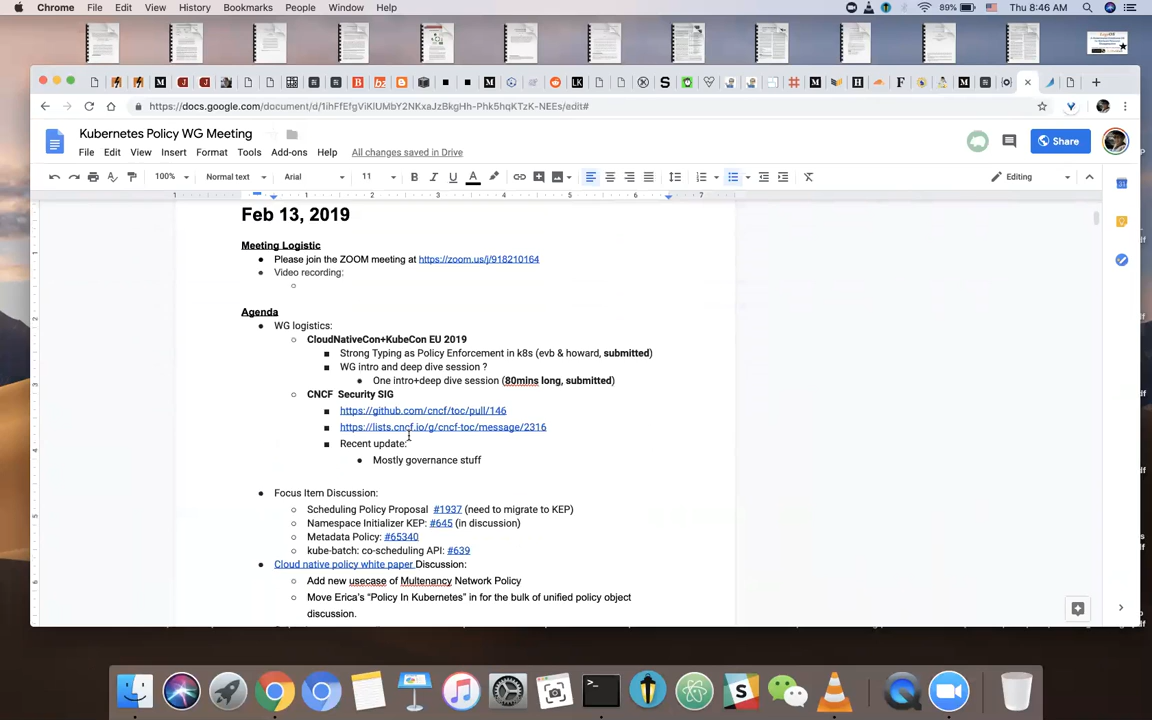 Chrome File Edit View History Bookmarks People Window Help
89% Thu 8:46 AM
https://docs.google.com/document/d/1ihFfEfgViKIUMbY2NKxaJzBkgHh-Phk5hqKTzK-NEEs/edit#
Kubernetes Policy WG Meeting
File Edit View Insert Format Tools Add-ons Help All changes saved in Drive
Share
100% Normal text Arial 11 B I U A Editing
1 1 2 3 4 5 6 7
Feb 13, 2019
Meeting Logistic
Please join the ZOOM meeting at https://zoom.us/j/918210164
Video recording:
Agenda
WG logistics:
CloudNativeCon+KubeCon EU 2019
Strong Typing as Policy Enforcement in k8s (evb & howard, submitted)
WG intro and deep dive session ?
One intro+deep dive session (80mins long, submitted)
CNCF Security SIG
https://github.com/cncf/toc/pull/146
https://lists.cncf.io/g/cncf-toc/message/2316
Recent update:
Mostly governance stuff
Focus Item Discussion:
Scheduling Policy Proposal #1937 (need to migrate to KEP)
Namespace Initializer KEP: #645 (in discussion)
Metadata Policy: #65340
kube-batch: co-scheduling API: #639
Cloud native policy white paper Discussion:
Add new usecase of Multenancy Network Policy
Move Erica's "Policy In Kubernetes" in for the bulk of unified policy object
discussion.